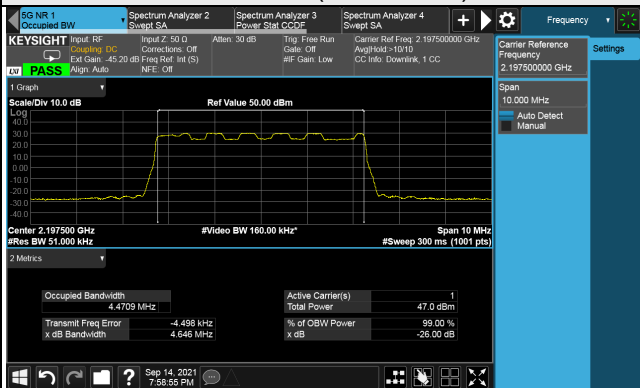 5G NR 1
Occupied BW
Spectrum Analyzer 2
Swept SA
Spectrum Analyzer 3
Power Stat CCDF
Spectrum Analyzer 4
Swept SA
Frequency
KEYSIGHT
Input: RF
Coupling: DC
Ext Gain: -45.20 dB
Align: Auto
Input Z: 50 Ω
Corrections: Off
Freq Ref: Int (S)
NFE: Off
Atten: 30 dB
Trig: Free Run
Gate: Off
#IF Gain: Low
Carrier Ref Freq: 2.197500000 GHz
Avg|Hold:>10/10
CC Info: Downlink, 1 CC
LXI PASS
Carrier Reference
Frequency
2.197500000 GHz
Settings
Span
10.000 MHz
Auto Detect
Manual
1 Graph
Scale/Div 10.0 dB
Ref Value 50.00 dBm
Log
40.0
30.0
20.0
10.0
0.00
-10.0
-20.0
-30.0
-40.0
Center 2.197500 GHz
#Video BW 160.00 kHz*
Span 10 MHz
#Res BW 51.000 kHz
#Sweep 300 ms (1001 pts)
2 Metrics
Occupied Bandwidth
4.4709 MHz
Active Carrier(s) 1
Total Power 47.0 dBm
Transmit Freq Error -4.498 kHz
x dB Bandwidth 4.646 MHz
% of OBW Power 99.00 %
x dB -26.00 dB
Sep 14, 2021
7:58:55 PM